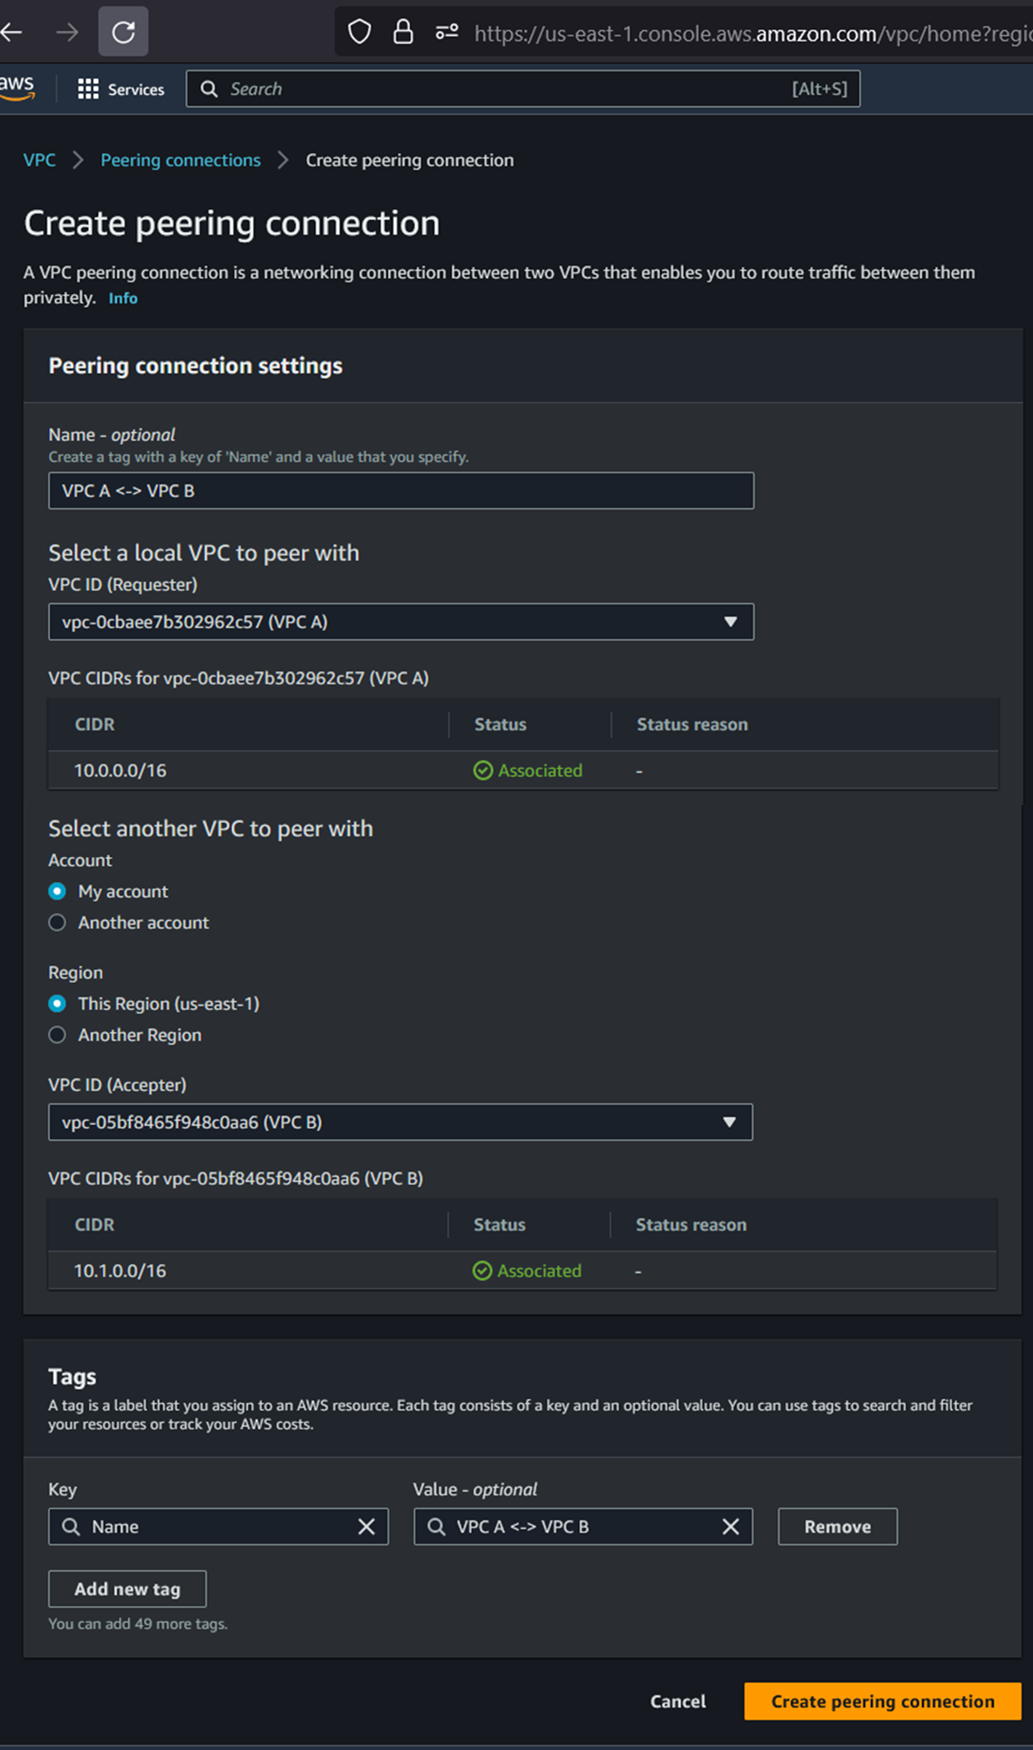 https://us-east-1.console.aws.amazon.com/vpc/home?regio
aws
Services
Search
[Alt+S]
VPC > Peering connections > Create peering connection
Create peering connection
A VPC peering connection is a networking connection between two VPCs that enables you to route traffic between them
privately. Info
Peering connection settings
Name - optional
Create a tag with a key of 'Name' and a value that you specify.
VPC A <-> VPC B
Select a local VPC to peer with
VPC ID (Requester)
vpc-0cbaee7b302962c57 (VPC A)
VPC CIDRs for vpc-0cbaee7b302962c57 (VPC A)
CIDR Status Status reason
10.0.0.0/16 Associated -
Select another VPC to peer with
Account
My account
Another account
Region
This Region (us-east-1)
Another Region
VPC ID (Accepter)
vpc-05bf8465f948c0aa6 (VPC B)
VPC CIDRs for vpc-05bf8465f948c0aa6 (VPC B)
CIDR Status Status reason
10.1.0.0/16 Associated -
Tags
A tag is a label that you assign to an AWS resource. Each tag consists of a key and an optional value. You can use tags to search and filter
your resources or track your AWS costs.
Key Value - optional
Name VPC A <-> VPC B Remove
Add new tag
You can add 49 more tags.
Cancel Create peering connection